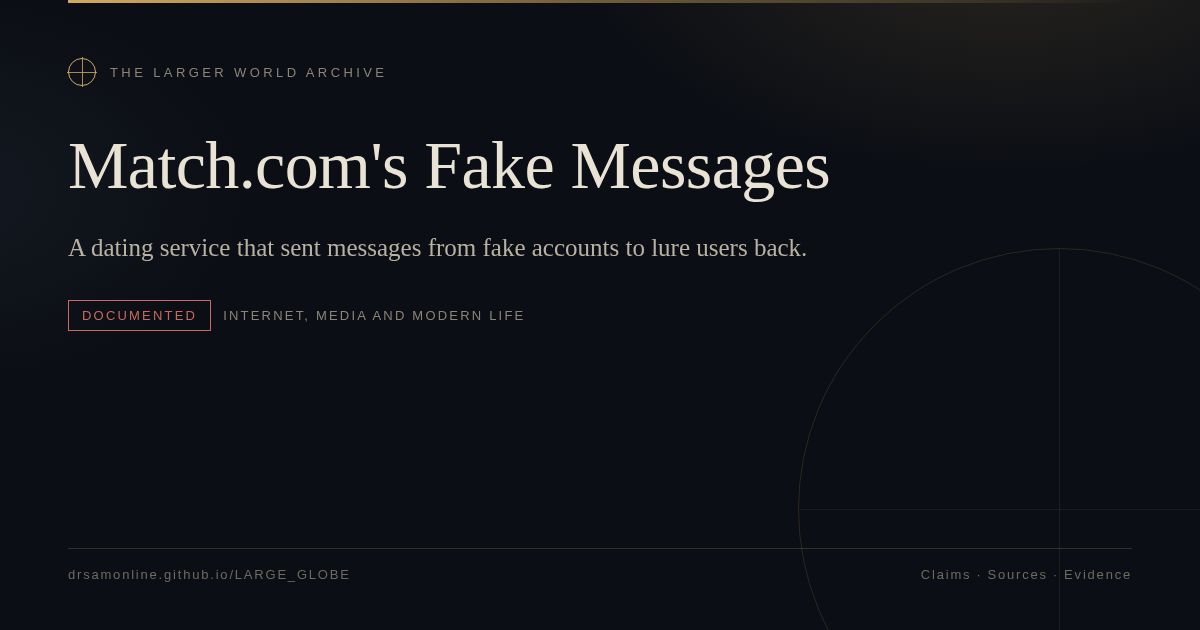 THE LARGER WORLD ARCHIVE
Match.com's Fake Messages
A dating service that sent messages from fake accounts to lure users back.
DOCUMENTED INTERNET, MEDIA AND MODERN LIFE
drsamonline.github.io/LARGE_GLOBE Claims · Sources · Evidence